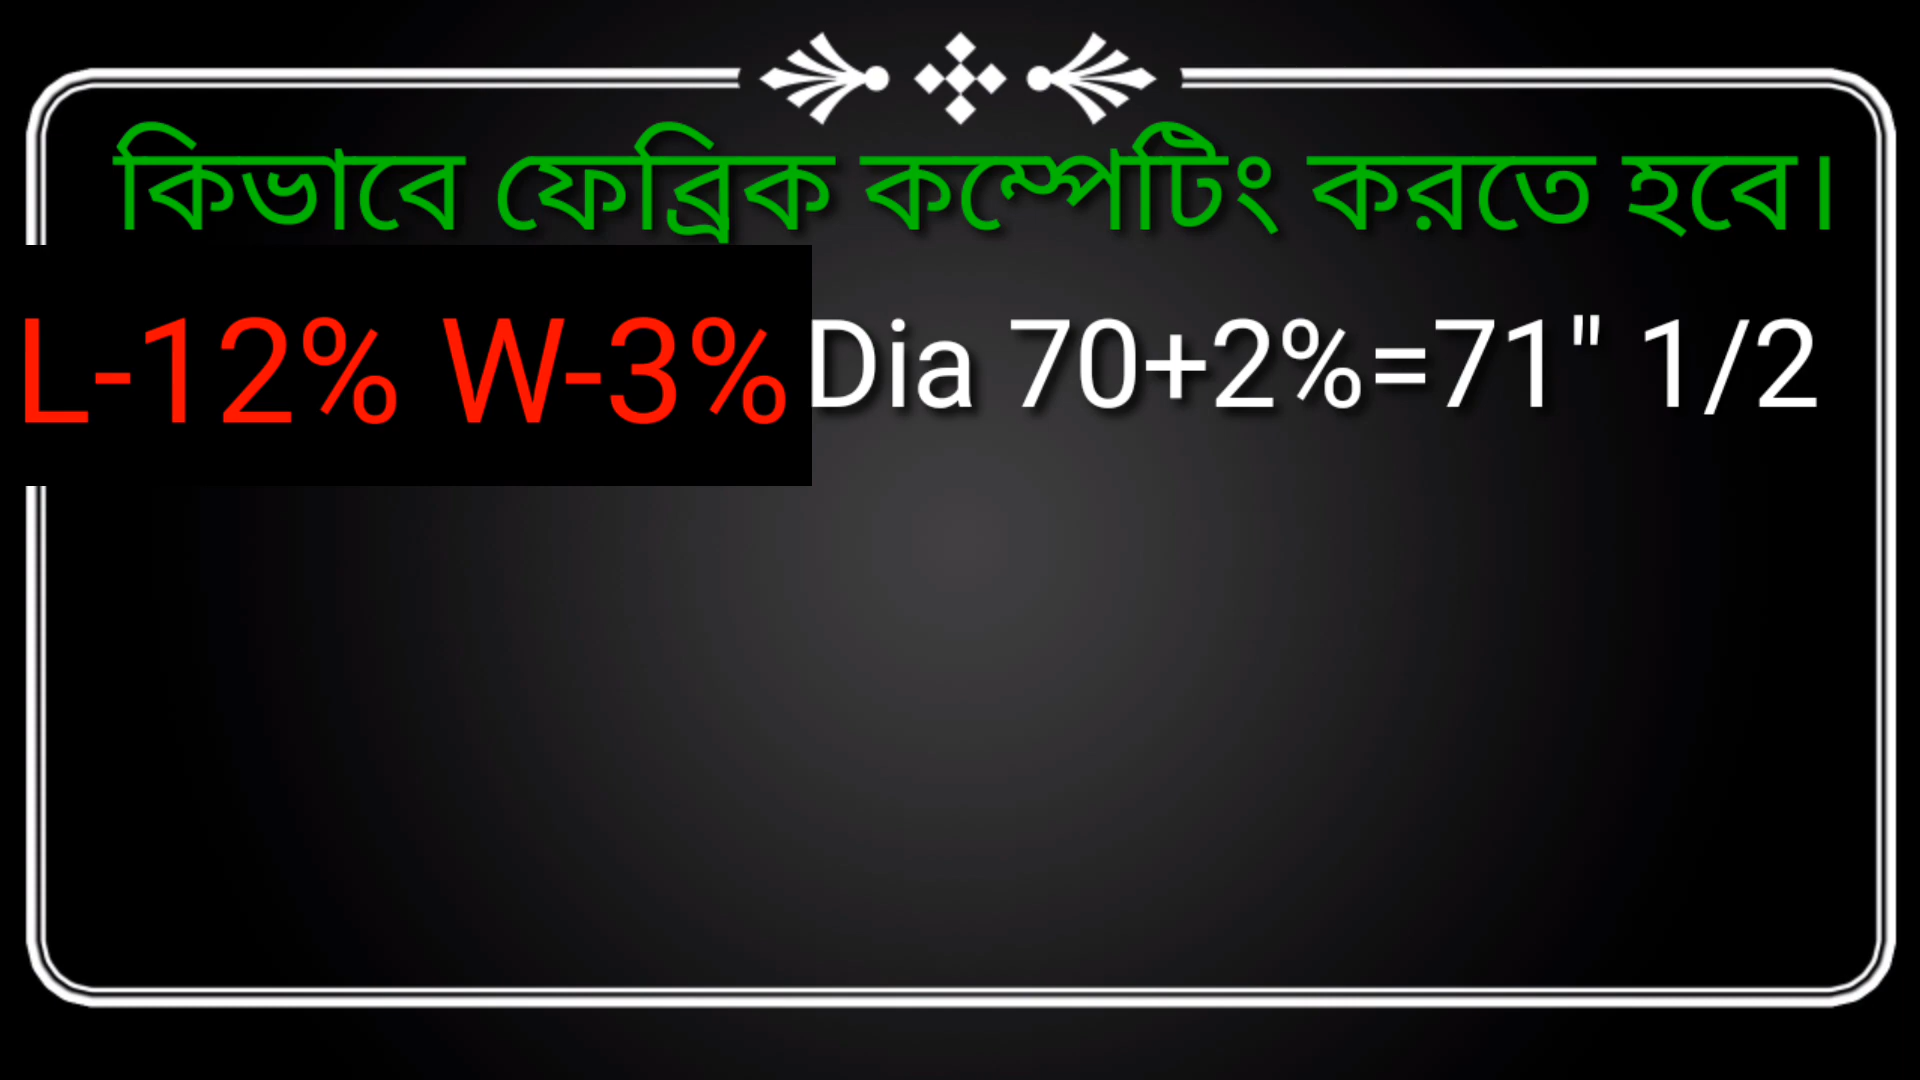 কিভাবে ফেব্রিক কম্পেটিং করতে হবে।
L-12% W-3% Dia 70+2%=71" 1/2